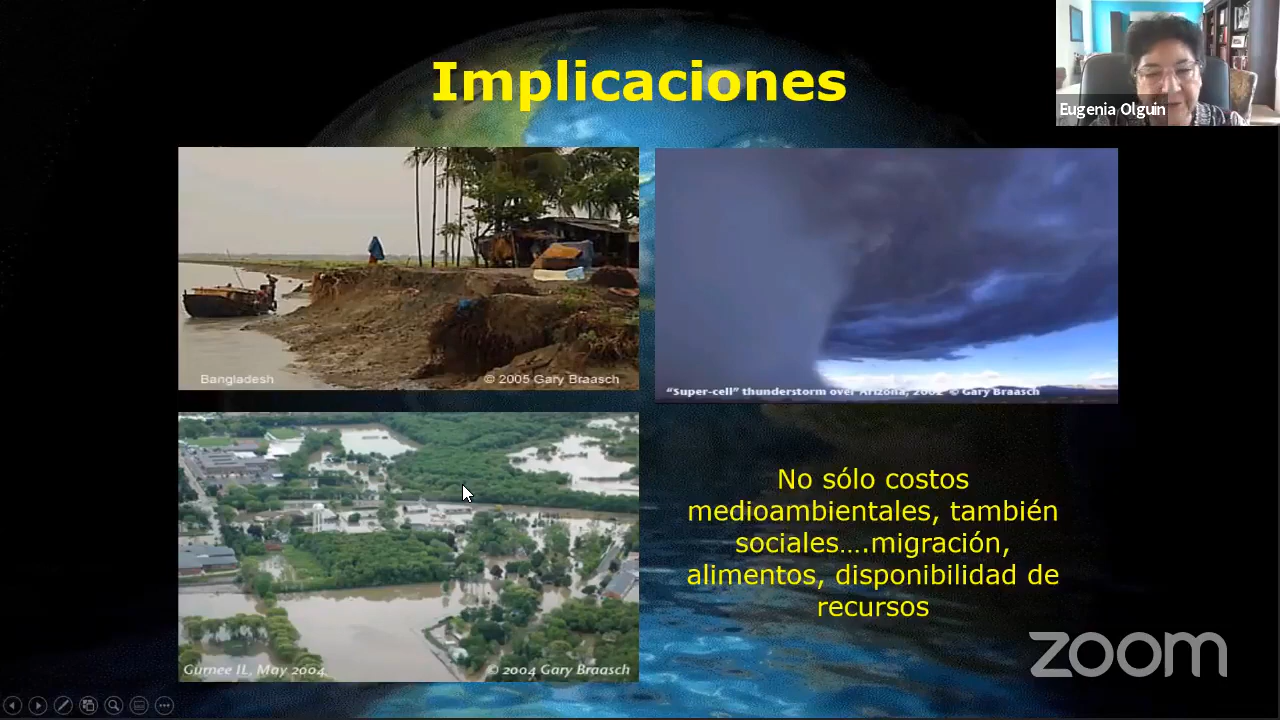 Implicaciones
Eugenia Olguin
Bangladesh
© 2005 Gary Braasch
“Super-cell” thunderstorm over Arizona, 2002 © Gary Braasch
Gurnee IL, May 2004
© 2004 Gary Braasch
No sólo costos
medioambientales, también
sociales….migración,
alimentos, disponibilidad de
recursos
zoom